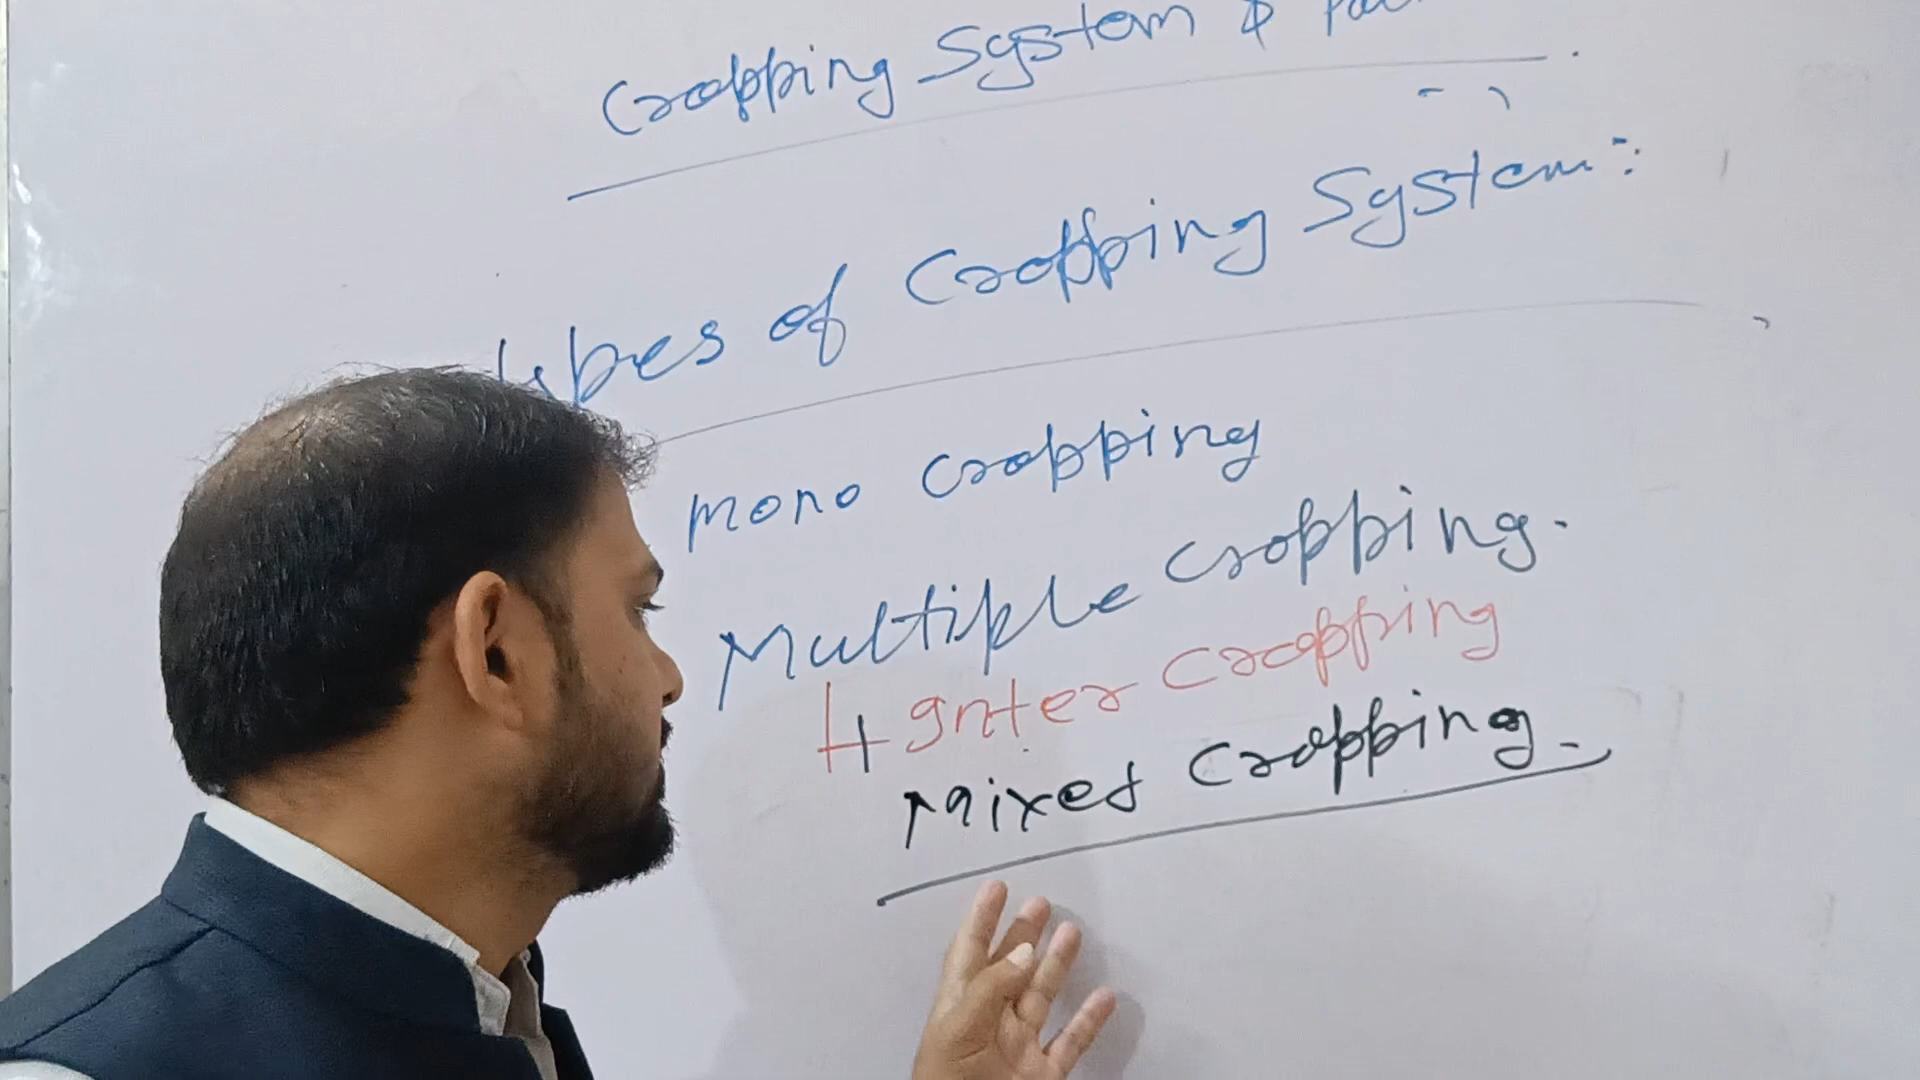 Cropping System &
Types of Cropping System :-
Mono Cropping
Multiple Cropping.
Inter Cropping
Mixed Cropping.